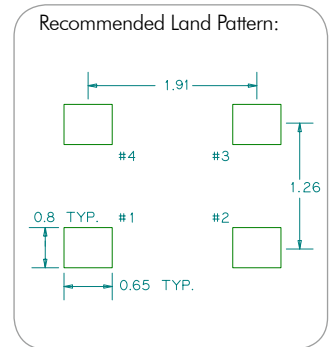 Recommended Land Pattern:
1.91
#4
#3
1.26
0.8 TYP.
#1
#2
0.65 TYP.